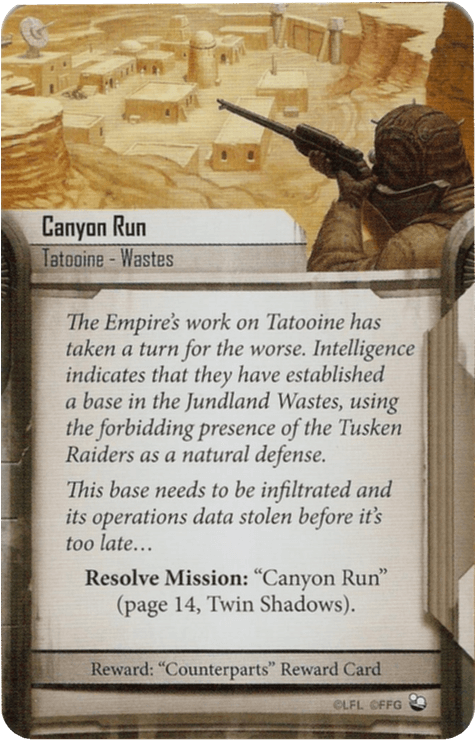 Canyon Run
Tatooine - Wastes
The Empire's work on Tatooine has
taken a turn for the worse. Intelligence
indicates that they have established
a base in the Jundland Wastes, using
the forbidding presence of the Tusken
Raiders as a natural defense.
This base needs to be infiltrated and
its operations data stolen before it's
too late…
Resolve Mission: “Canyon Run”
(page 14, Twin Shadows).
Reward: “Counterparts” Reward Card
©LFL ©FFG